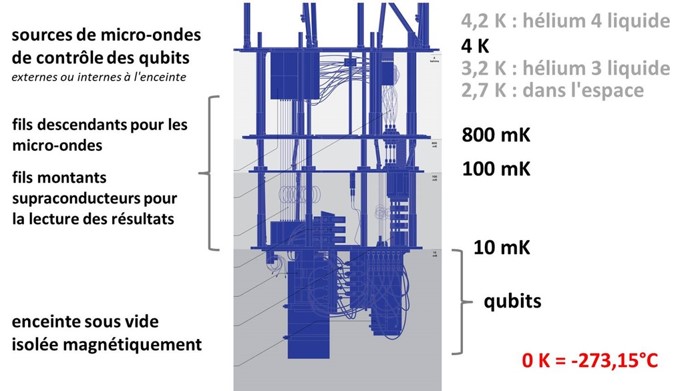 sources de micro-ondes
de contrôle des qubits
externes ou internes à l'enceinte
fils descendants pour les
micro-ondes
fils montants
supraconducteurs pour
la lecture des résultats
enceinte sous vide
isolée magnétiquement
4,2 K : hélium 4 liquide
4 K
3,2 K : hélium 3 liquide
2,7 K : dans l'espace
800 mK
100 mK
10 mK
qubits
0 K = -273,15°C